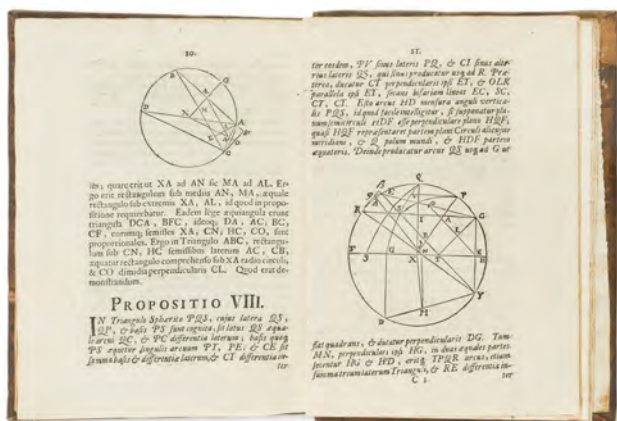 10.
les; quare erit ut XA ad AN sic MA ad AL. Er-
go erit rectangulum sub mediis AN, MA, æquale
rectangulo sub extremis XA, AL, id quod in propo-
sitione requirebatur. Eadem lege æquiangula erunt
triangula DCA, BFC, ideoq; DA, AC; BC,
CF, eorumq; semisses XA, CN; HC, CO, sunt
proportionales. Ergo in Triangulo ABC, rectangu-
lum sub CN, HC semissibus laterum AC, CB,
æquatur rectangulo comprehenso sub XA radio circuli,
& CO dimidia perpendicularis CL. Quod erat de-
monstrandum.
PROPOSITIO VIII.
IN Triangulo Sphærico PQS, cujus latera QS,
QP, & basis PS sunt cognita, sit latus QS æqua-
le arcui QC, & PC differentia laterum; basis quoq;
PS æquetur singulis arcuum PT, PE: & CE sit
summa basis & differentiæ laterum, & CT differentia in-
ter
11.
ter eosdem, PV sinus lateris PQ, & CI sinus alte-
rius lateris QS, qui sinus producatur usq; ad R. Præ-
terea, ducatur CT perpendicularis ipsi ET, & OLR
parallela ipsi ET, secans bifariam lineas EC, SC,
CT, CT. Esto arcus HD mensura anguli vertica-
lis PQS, id quod facile intelligitur, si supponatur pla-
num semicirculi HDF esse perpendiculare plano HQF,
quasi HQF repræsentaret partem plani Circuli alicujus
meridiani, & Q polum mundi, & HDF partem
æquatoris. Deinde producatur arcus QS usq; ad G ut
fiat quadrans, & ducatur perpendicularis DG. Tum
MN, perpendicularis ipsi HG, in duas æquales partes
secentur HG & HD, erit TPQR arcus, etiam
summa trium laterum Trianguli, & RE differentia in-
C 2 ter